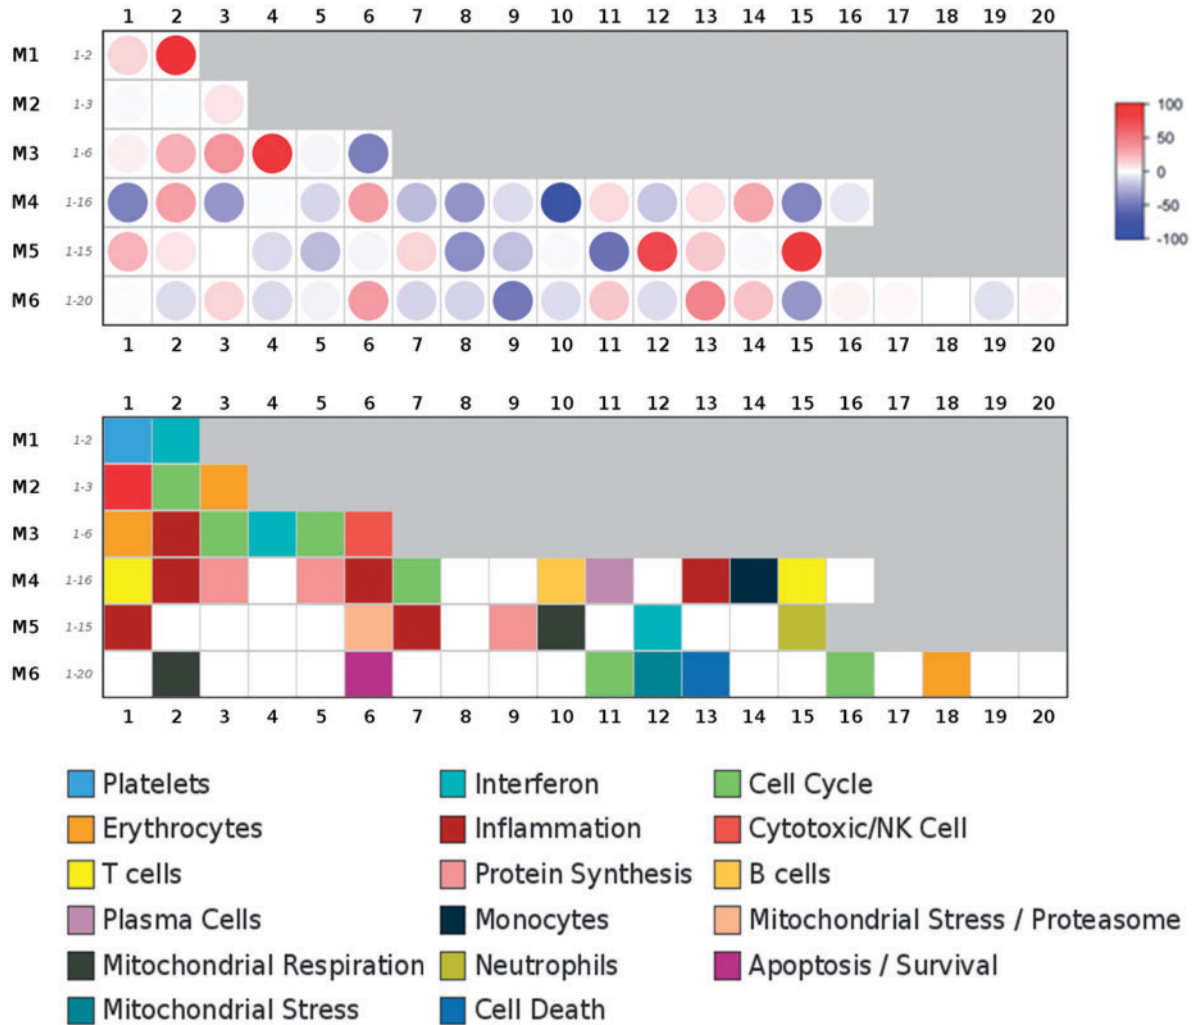 1 2 3 4 5 6 7 8 9 10 11 12 13 14 15 16 17 18 19 20
M1 1-2
M2 1-3
M3 1-6
M4 1-16
M5 1-15
M6 1-20
1 2 3 4 5 6 7 8 9 10 11 12 13 14 15 16 17 18 19 20
100
50
0
-50
-100
1 2 3 4 5 6 7 8 9 10 11 12 13 14 15 16 17 18 19 20
M1 1-2
M2 1-3
M3 1-6
M4 1-16
M5 1-15
M6 1-20
1 2 3 4 5 6 7 8 9 10 11 12 13 14 15 16 17 18 19 20
Platelets Interferon Cell Cycle
Erythrocytes Inflammation Cytotoxic/NK Cell
T cells Protein Synthesis B cells
Plasma Cells Monocytes Mitochondrial Stress / Proteasome
Mitochondrial Respiration Neutrophils Apoptosis / Survival
Mitochondrial Stress Cell Death